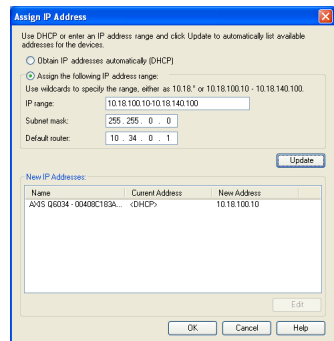 Assign IP Address
Use DHCP or enter an IP address range and click Update to automatically list available
addresses for the devices.
Obtain IP addresses automatically (DHCP)
Assign the following IP address range:
Use wildcards to specify the range, either as 10.18.* or 10.18.100.10 - 10.18.140.100.
IP range: 10.18.100.10-10.18.140.100
Subnet mask: 255 . 255 . 0 . 0
Default router: 10 . 34 . 0 . 1
Update
New IP Addresses:
Name Current Address New Address
AXIS Q6034 - 00408C183A... <DHCP> 10.18.100.10
Edit
OK Cancel Help